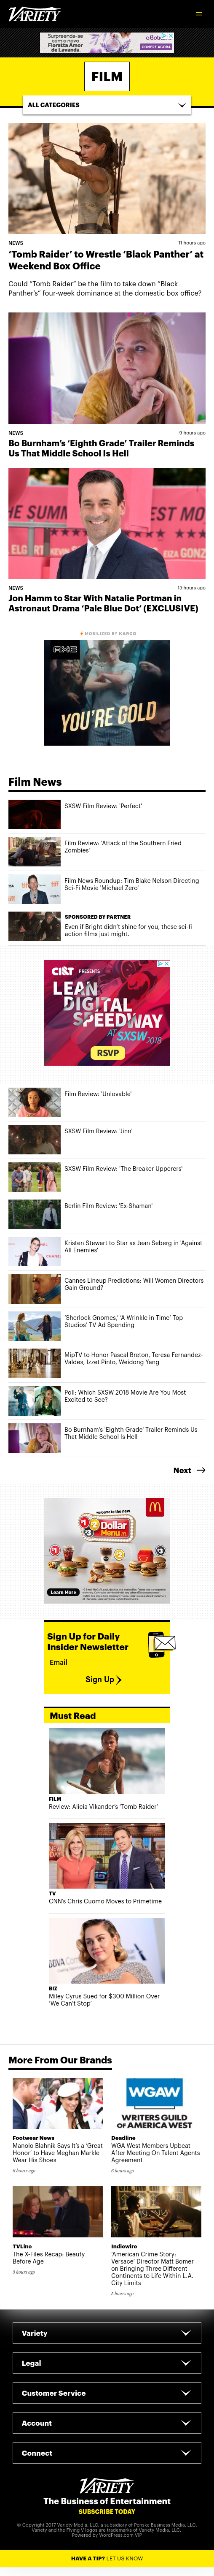 VARIETY
Surpreende-se
com o novo
Floratta Amor
de Lavanda
COMPRE AGORA
FILM
ALL CATEGORIES
NEWS
11 hours ago
‘Tomb Raider’ to Wrestle ‘Black Panther’ at
Weekend Box Office
Could “Tomb Raider” be the film to take down “Black
Panther’s” four-week dominance at the domestic box office?
NEWS
9 hours ago
Bo Burnham’s ‘Eighth Grade’ Trailer Reminds
Us That Middle School Is Hell
NEWS
15 hours ago
Jon Hamm to Star With Natalie Portman in
Astronaut Drama ‘Pale Blue Dot’ (EXCLUSIVE)
MOBILIZED BY KARGO
AXE
YOU'RE GOLD
Film News
SXSW Film Review: ‘Perfect’
Film Review: ‘Attack of the Southern Fried
Zombies’
Film News Roundup: Tim Blake Nelson Directing
Sci-Fi Movie ‘Michael Zero’
SPONSORED BY PARTNER
Even if Bright didn't shine for you, these sci-fi
action films just might.
CI&T PRESENTS
LEAN
DIGITAL
SPEEDWAY
AT SXSW 2018
RSVP
Film Review: ‘Unlovable’
SXSW Film Review: ‘Jinn’
SXSW Film Review: ‘The Breaker Upperers’
Berlin Film Review: ‘Ex-Shaman’
Kristen Stewart to Star as Jean Seberg in ‘Against
All Enemies’
Cannes Lineup Predictions: Will Women Directors
Gain Ground?
‘Sherlock Gnomes,’ ‘A Wrinkle in Time’ Top
Studios’ TV Ad Spending
MipTV to Honor Pascal Breton, Teresa Fernandez-
Valdes, Izzet Pinto, Weidong Yang
Poll: Which SXSW 2018 Movie Are You Most
Excited to See?
Bo Burnham’s ‘Eighth Grade’ Trailer Reminds Us
That Middle School Is Hell
Next
welcome to the new
$1 $2 $3
Dollar
Menu
Learn More
Sign Up for Daily
Insider Newsletter
Email
Sign Up
Must Read
FILM
Review: Alicia Vikander’s ‘Tomb Raider’
TV
CNN’s Chris Cuomo Moves to Primetime
BIZ
Miley Cyrus Sued for $300 Million Over
‘We Can’t Stop’
More From Our Brands
WGAW
WRITERS GUILD
OF AMERICA WEST
Footwear News
Manolo Blahnik Says It’s a ‘Great
Honor’ to Have Meghan Markle
Wear His Shoes
6 hours ago
Deadline
WGA West Members Upbeat
After Meeting On Talent Agents
Agreement
6 hours ago
TVLine
The X-Files Recap: Beauty
Before Age
5 hours ago
Indiewire
‘American Crime Story:
Versace’ Director Matt Bomer
on Bringing Three Different
Continents to Life Within L.A.
City Limits
5 hours ago
Variety
Legal
Customer Service
Account
Connect
VARIETY
The Business of Entertainment
SUBSCRIBE TODAY
© Copyright 2017 Variety Media, LLC, a subsidiary of Penske Business Media, LLC.
Variety and the Flying V logos are trademarks of Variety Media, LLC.
Powered by WordPress.com VIP
HAVE A TIP? LET US KNOW